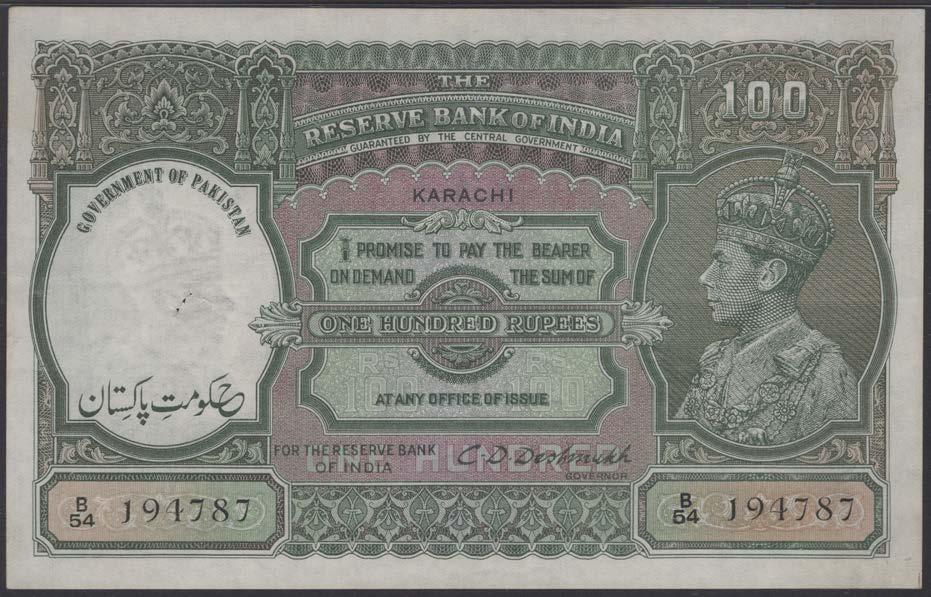 THE
RESERVE BANK OF INDIA
GUARANTEED BY THE CENTRAL GOVERNMENT
100
GOVERNMENT OF PAKISTAN
KARACHI
I PROMISE TO PAY THE BEARER
ON DEMAND THE SUM OF
ONE HUNDRED RUPEES
RS RS
100 100
AT ANY OFFICE OF ISSUE
حکومتِ پاکستان
FOR THE RESERVE BANK
OF INDIA
C. D. Deshmukh
GOVERNOR
HUNDRED
B/54 194787
B/54 194787